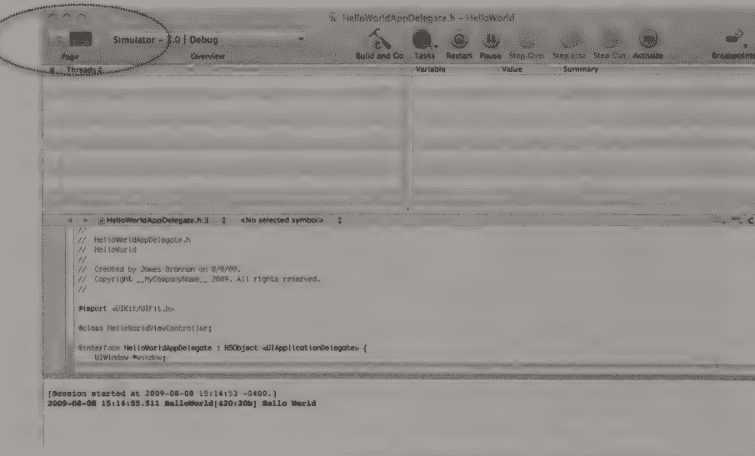 HelloWorldAppDelegate.h - HelloWorld
Simulator - 3.0 | Debug
Build and Go Tasks Restart Pause Step Over Step Into Step Out Activate Breakpoints
Page Overview
Threads Variable Value Summary
HelloWorldAppDelegate.h:3 <No selected symbol>
//
// HelloWorldAppDelegate.h
// HelloWorld
//
// Created by James Brannan on 8/8/09.
// Copyright __MyCompanyName__ 2009. All rights reserved.
//
#import <UIKit/UIKit.h>
@class HelloWorldViewController;
@interface HelloWorldAppDelegate : NSObject <UIApplicationDelegate> {
UIWindow *window;
[Session started at 2009-08-08 15:14:53 -0400.]
2009-08-08 15:16:55.511 HelloWorld[420:20b] Hello World